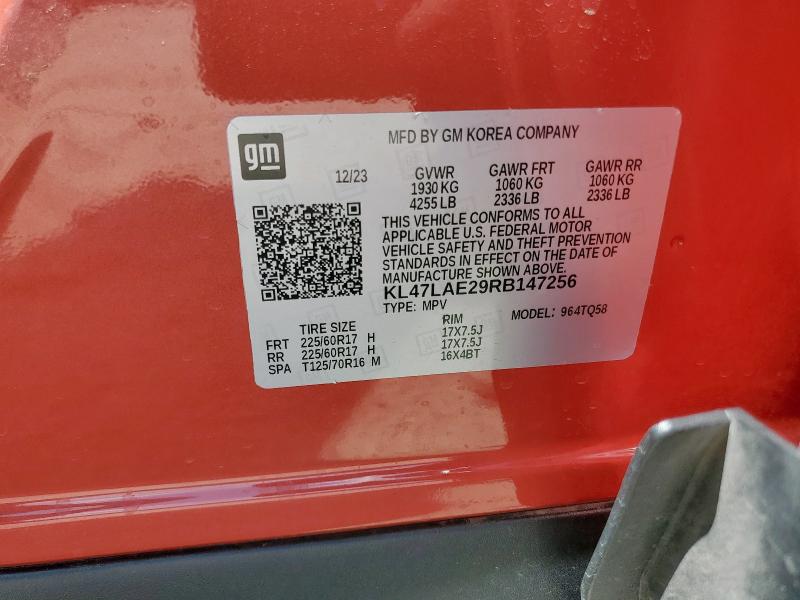 gm
MFD BY GM KOREA COMPANY
12/23
GVWR GAWR FRT GAWR RR
1930 KG 1060 KG 1060 KG
4255 LB 2336 LB 2336 LB
THIS VEHICLE CONFORMS TO ALL
APPLICABLE U.S. FEDERAL MOTOR
VEHICLE SAFETY AND THEFT PREVENTION
STANDARDS IN EFFECT ON THE DATE OF
MANUFACTURE SHOWN ABOVE.
KL47LAE29RB147256
TYPE: MPV MODEL: 964TQ58
TIRE SIZE RIM
FRT 225/60R17 H 17X7.5J
RR 225/60R17 H 17X7.5J
SPA T125/70R16 M 16X4BT